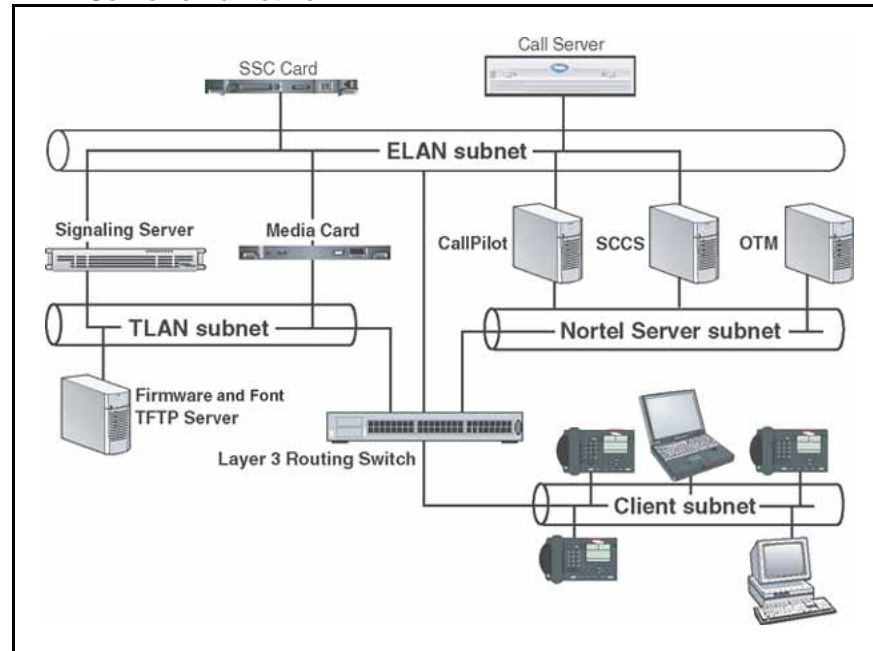 Call Server
SSC Card
ELAN subnet
Signaling Server
Media Card
CallPilot
SCCS
OTM
TLAN subnet
Nortel Server subnet
Firmware and Font
TFTP Server
Layer 3 Routing Switch
Client subnet